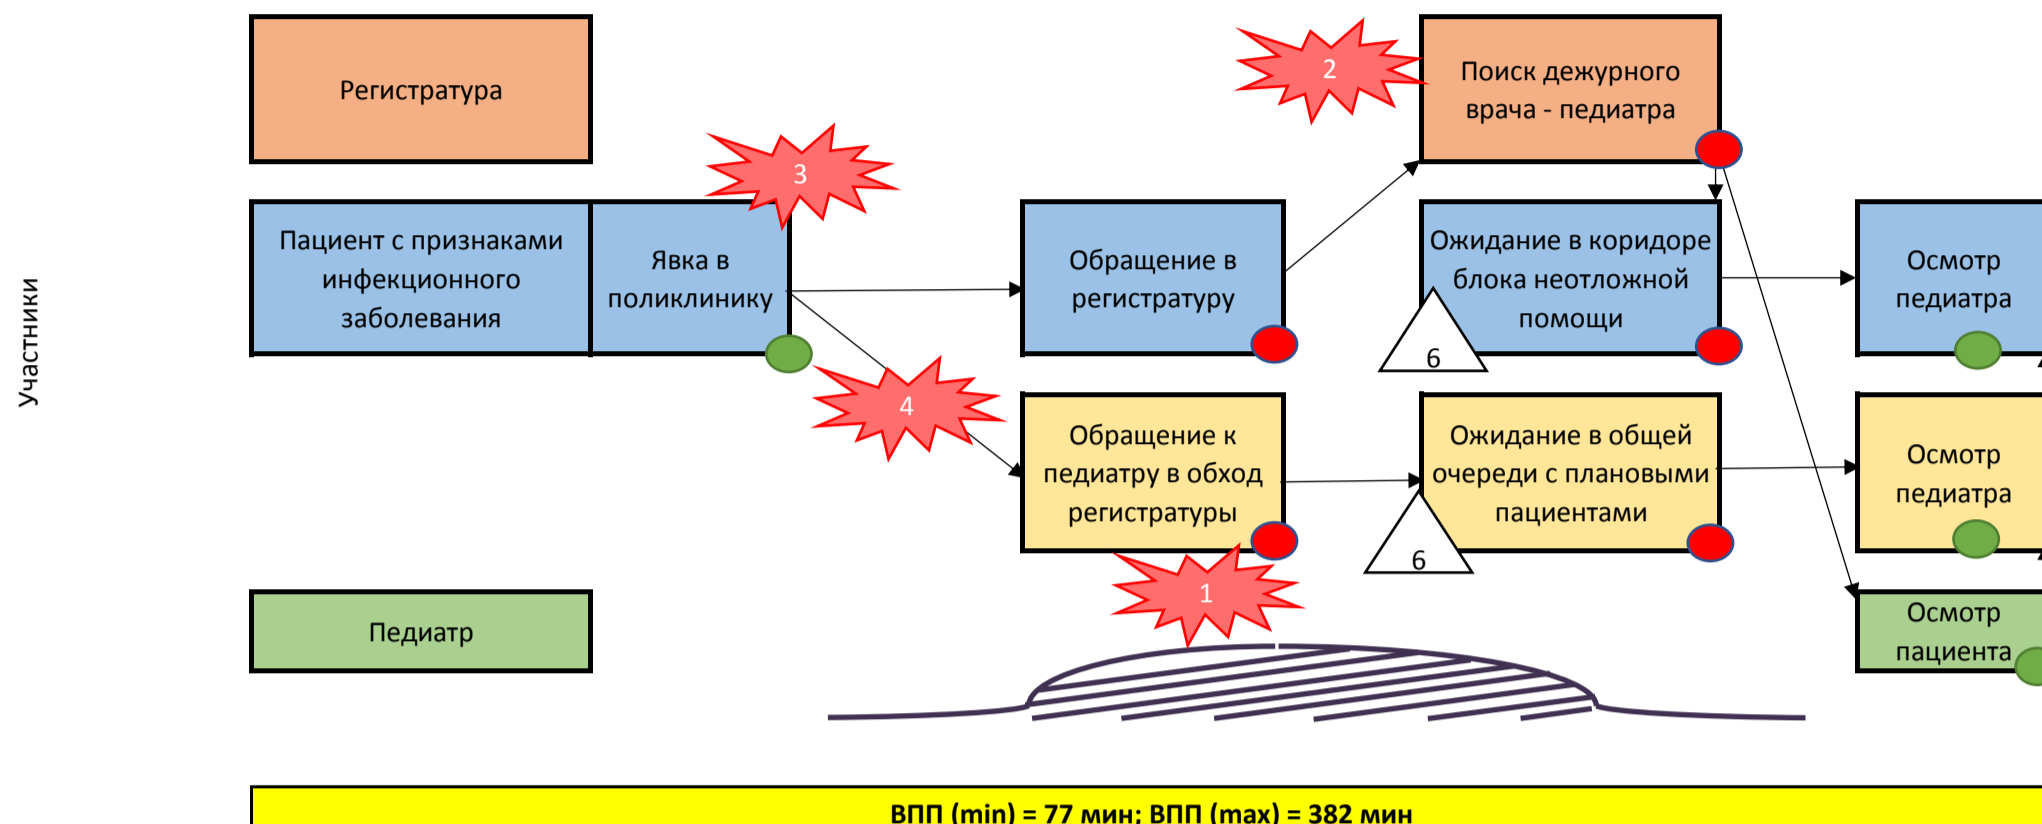 Участники
Регистратура
2
Поиск дежурного
врача - педиатра
3
Пациент с признаками
инфекционного
заболевания
Явка в
поликлинику
Обращение в
регистратуру
Ожидание в коридоре
блока неотложной
помощи
6
Осмотр
педиатра
4
Обращение к
педиатру в обход
регистратуры
Ожидание в общей
очереди с плановыми
пациентами
6
Осмотр
педиатра
1
Педиатр
Осмотр
пациента
ВПП (min) = 77 мин; ВПП (max) = 382 мин